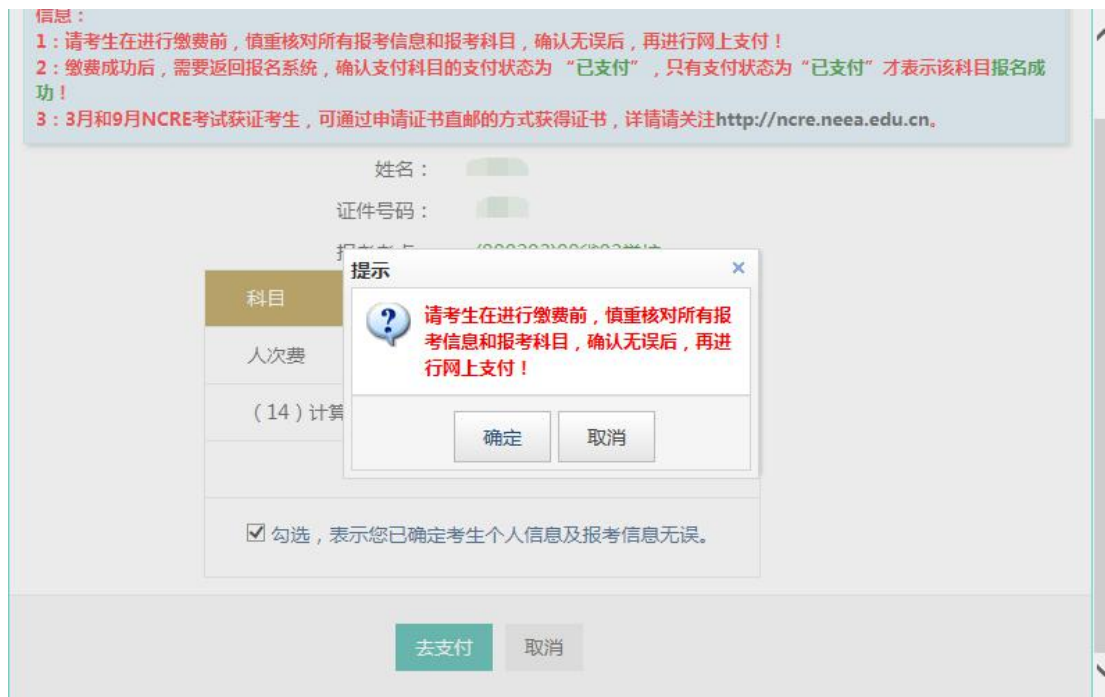 信息：
1：请考生在进行缴费前，慎重核对所有报考信息和报考科目，确认无误后，再进行网上支付！
2：缴费成功后，需要返回报名系统，确认支付科目的支付状态为“已支付”，只有支付状态为“已支付”才表示该科目报名成
功！
3：3月和9月NCRE考试获证考生，可通过申请证书直邮的方式获得证书，详情请关注http://ncre.neea.edu.cn。
姓名：
证件号码：
提示
×
请考生在进行缴费前，慎重核对所有报
考信息和报考科目，确认无误后，再进
行网上支付！
确定
取消
科目
人次费
（14）计算
勾选，表示您已确定考生个人信息及报考信息无误。
去支付
取消